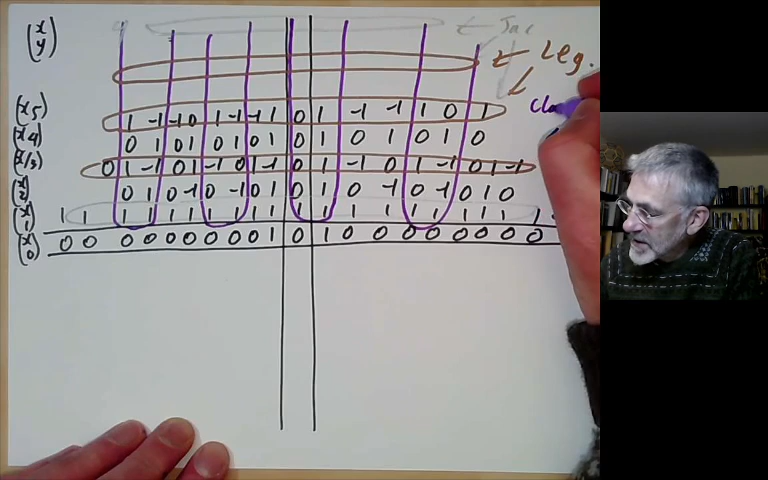 (x/y) Jac
Leg.
(x/5) 1 -1 -1 0 1 -1 -1 1 0 1 -1 -1 1 0 1 Cla
(x/4) 0 1 0 1 0 1 0 1 0 1 0 1 0 1 0
(x/3) 0 1 -1 0 1 -1 0 1 -1 0 1 -1 0 1 -1 0 1 -1
(x/2) 0 1 0 -1 0 -1 0 1 0 1 0 -1 0 -1 0 1 0
(x/1) 1 1 1 1 1 1 1 1 1 1 1 1 1 1 1 1 1 1 1 1
(x/0) 0 0 0 0 0 0 0 0 0 1 0 1 0 0 0 0 0 0 0 0